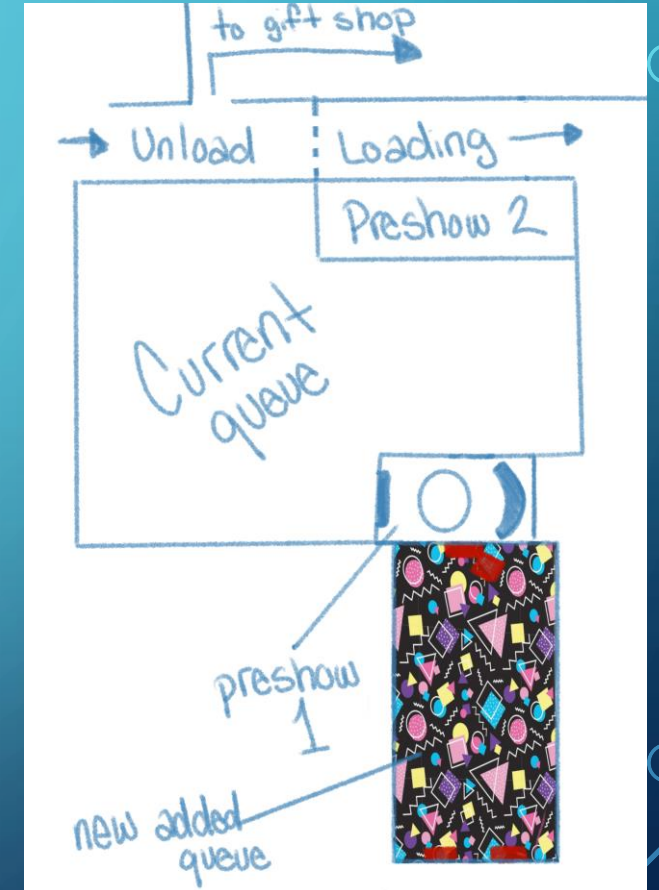 to gift shop
Unload
Loading
Preshow 2
Current
queue
preshow
1
new added
queue